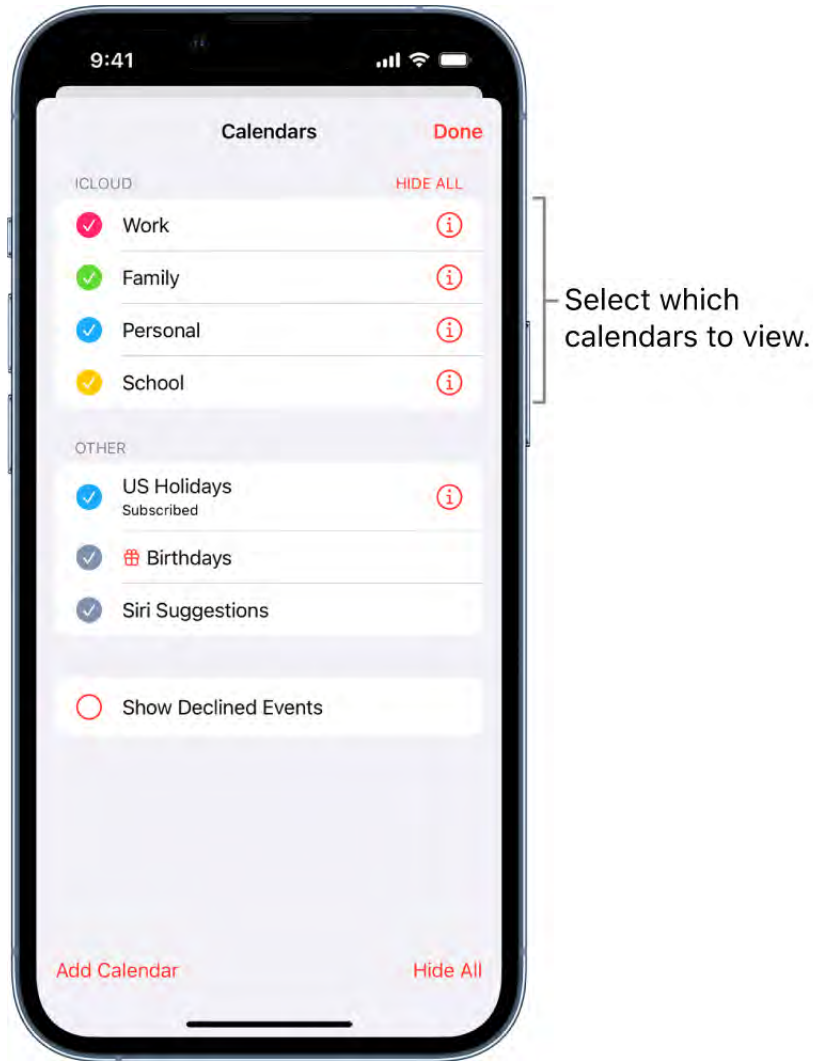 9:41
Calendars
Done
ICLOUD
HIDE ALL
Work
Family
Personal
School
Select which
calendars to view.
OTHER
US Holidays
Subscribed
Birthdays
Siri Suggestions
Show Declined Events
Add Calendar
Hide All